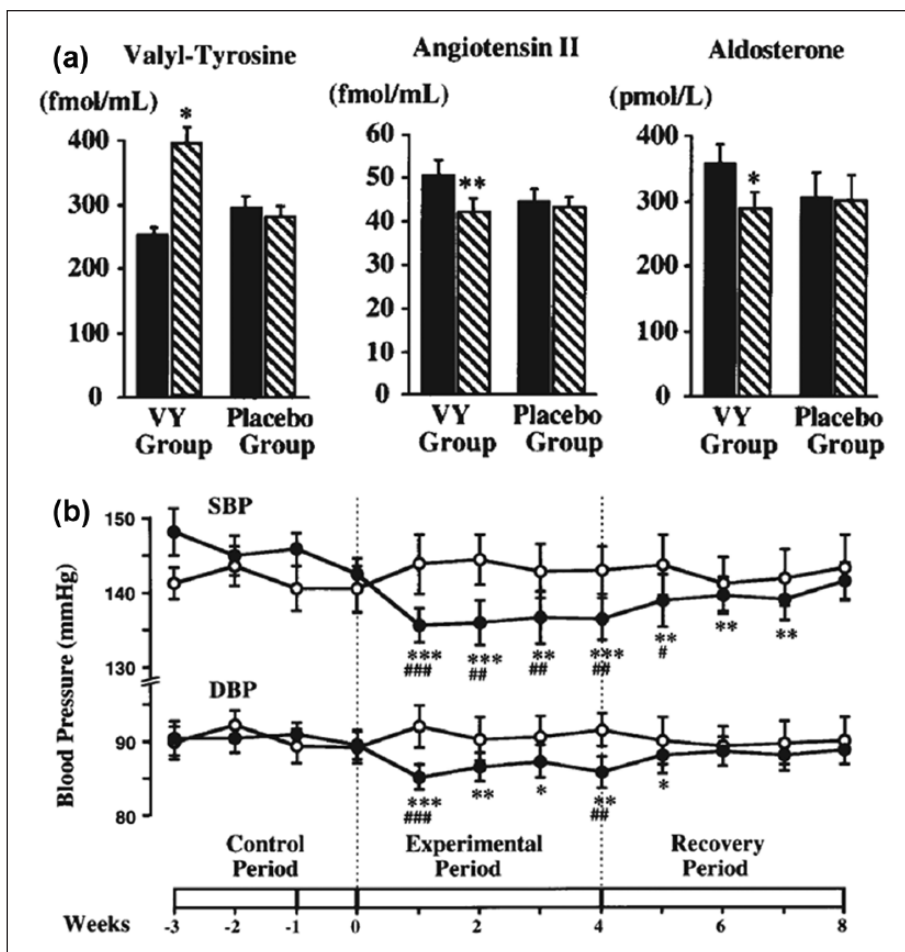 (a) Valyl-Tyrosine
(fmol/mL)
*
400
300
200
100
0
VY Group
Placebo Group
Angiotensin II
(fmol/mL)
60
50
40
30
20
10
0
**
VY Group
Placebo Group
Aldosterone
(pmol/L)
400
300
200
100
0
*
VY Group
Placebo Group
(b) SBP
Blood Pressure (mmHg)
150
140
130
*** *** ** *** ** ** **
### ## ## ## #
DBP
90
80
*** ** * ** *
### ##
Control Period
Experimental Period
Recovery Period
Weeks -3 -2 -1 0 2 4 6 8